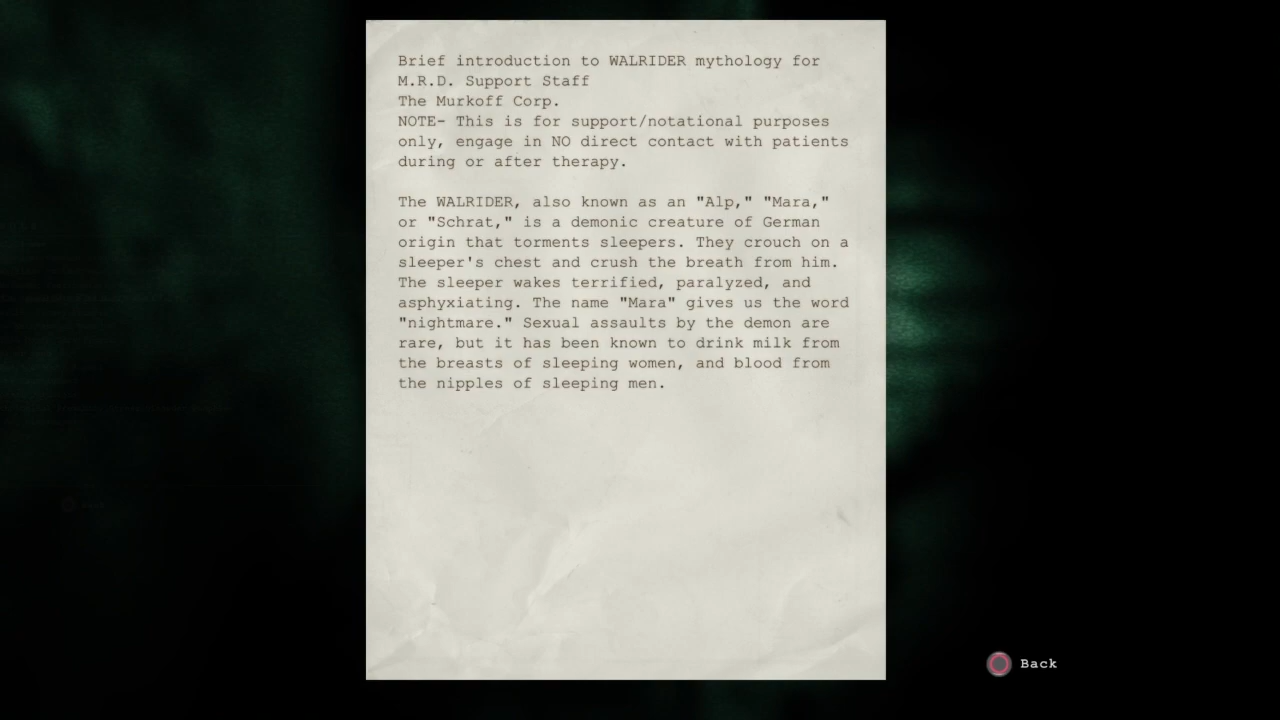 Brief introduction to WALRIDER mythology for
M.R.D. Support Staff
The Murkoff Corp.
NOTE- This is for support/notational purposes
only, engage in NO direct contact with patients
during or after therapy.
The WALRIDER, also known as an "Alp," "Mara,"
or "Schrat," is a demonic creature of German
origin that torments sleepers. They crouch on a
sleeper's chest and crush the breath from him.
The sleeper wakes terrified, paralyzed, and
asphyxiating. The name "Mara" gives us the word
"nightmare." Sexual assaults by the demon are
rare, but it has been known to drink milk from
the breasts of sleeping women, and blood from
the nipples of sleeping men.
Back